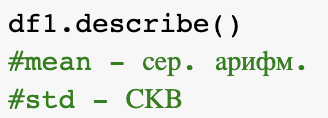 df1.describe()
#mean - сер. арифм.
#std - СКВ